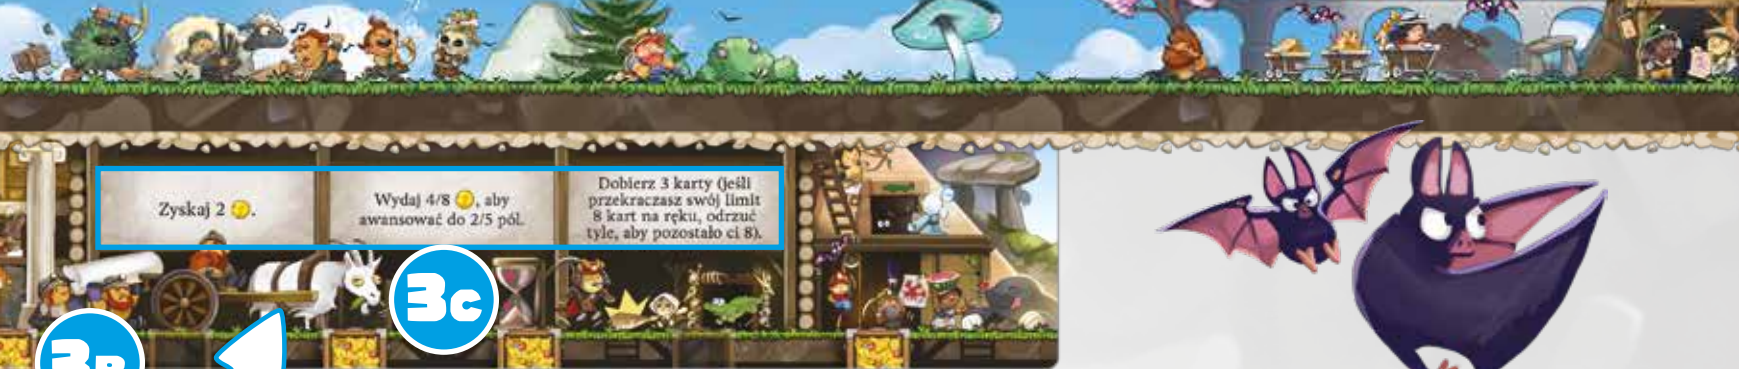 Zyskaj 2 .
Wydaj 4/8 , aby
awansować do 2/5 pól.
Dobierz 3 karty (jeśli
przekraczasz swój limit
8 kart na ręku, odrzuć
tyle, aby pozostało ci 8).
3C
3B